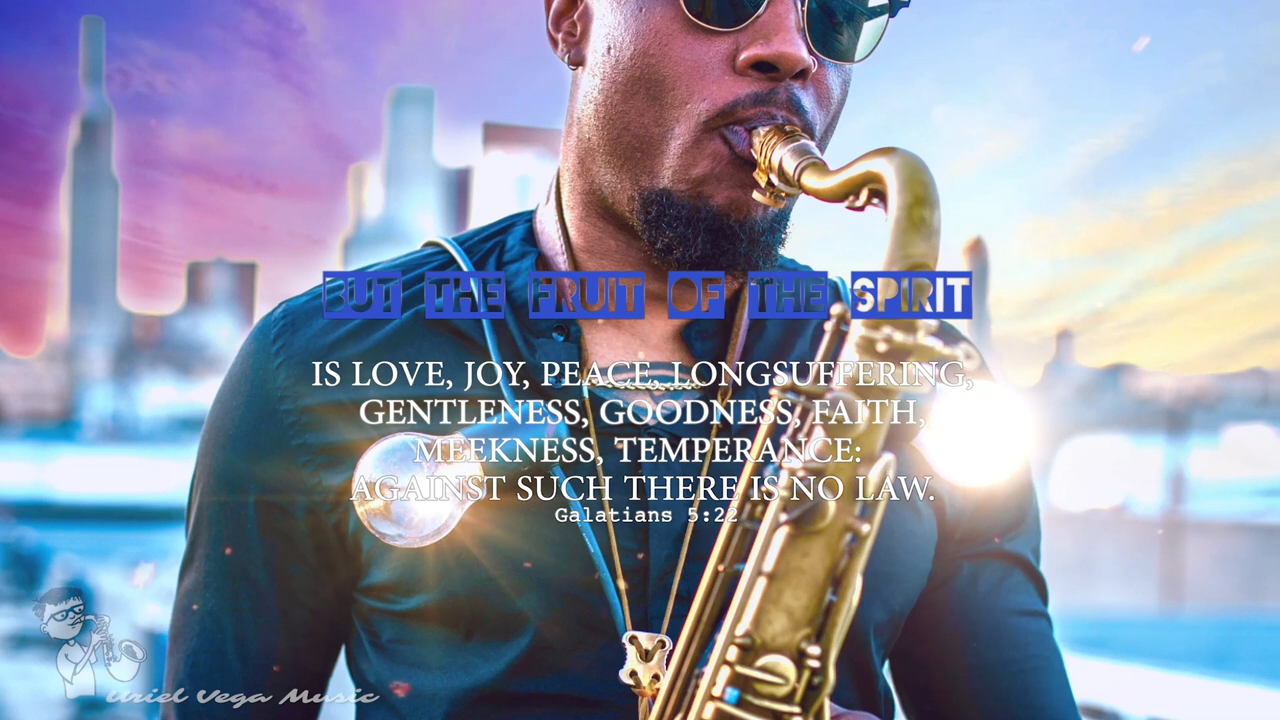 BUT THE FRUIT OF THE SPIRIT
IS LOVE, JOY, PEACE, LONGSUFFERING,
GENTLENESS, GOODNESS, FAITH,
MEEKNESS, TEMPERANCE:
AGAINST SUCH THERE IS NO LAW.
Galatians 5:22
Uriel Vega Music